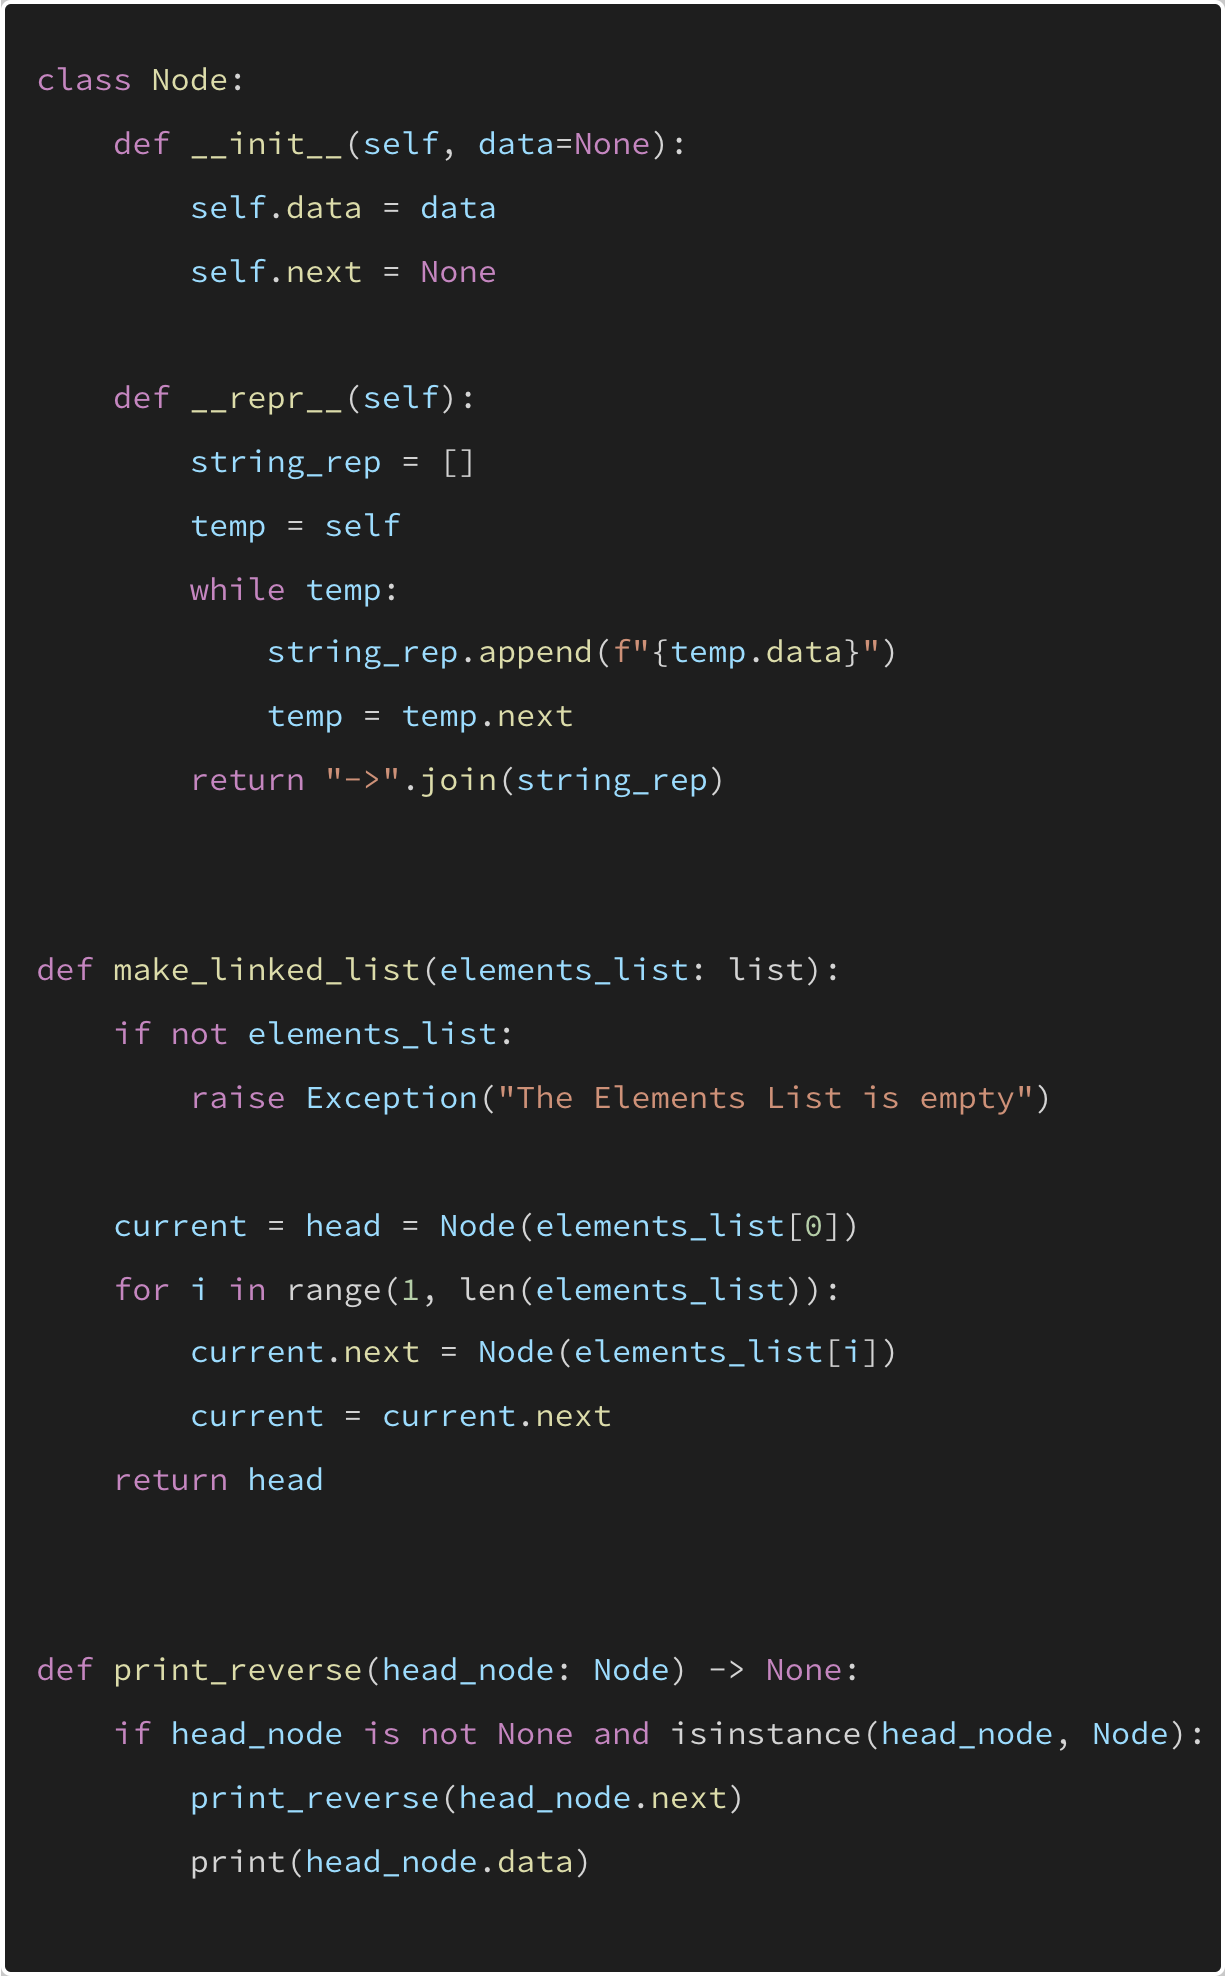 class Node:
    def __init__(self, data=None):
        self.data = data
        self.next = None

    def __repr__(self):
        string_rep = []
        temp = self
        while temp:
            string_rep.append(f"{temp.data}")
            temp = temp.next
        return "->".join(string_rep)


def make_linked_list(elements_list: list):
    if not elements_list:
        raise Exception("The Elements List is empty")

    current = head = Node(elements_list[0])
    for i in range(1, len(elements_list)):
        current.next = Node(elements_list[i])
        current = current.next
    return head


def print_reverse(head_node: Node) -> None:
    if head_node is not None and isinstance(head_node, Node):
        print_reverse(head_node.next)
        print(head_node.data)